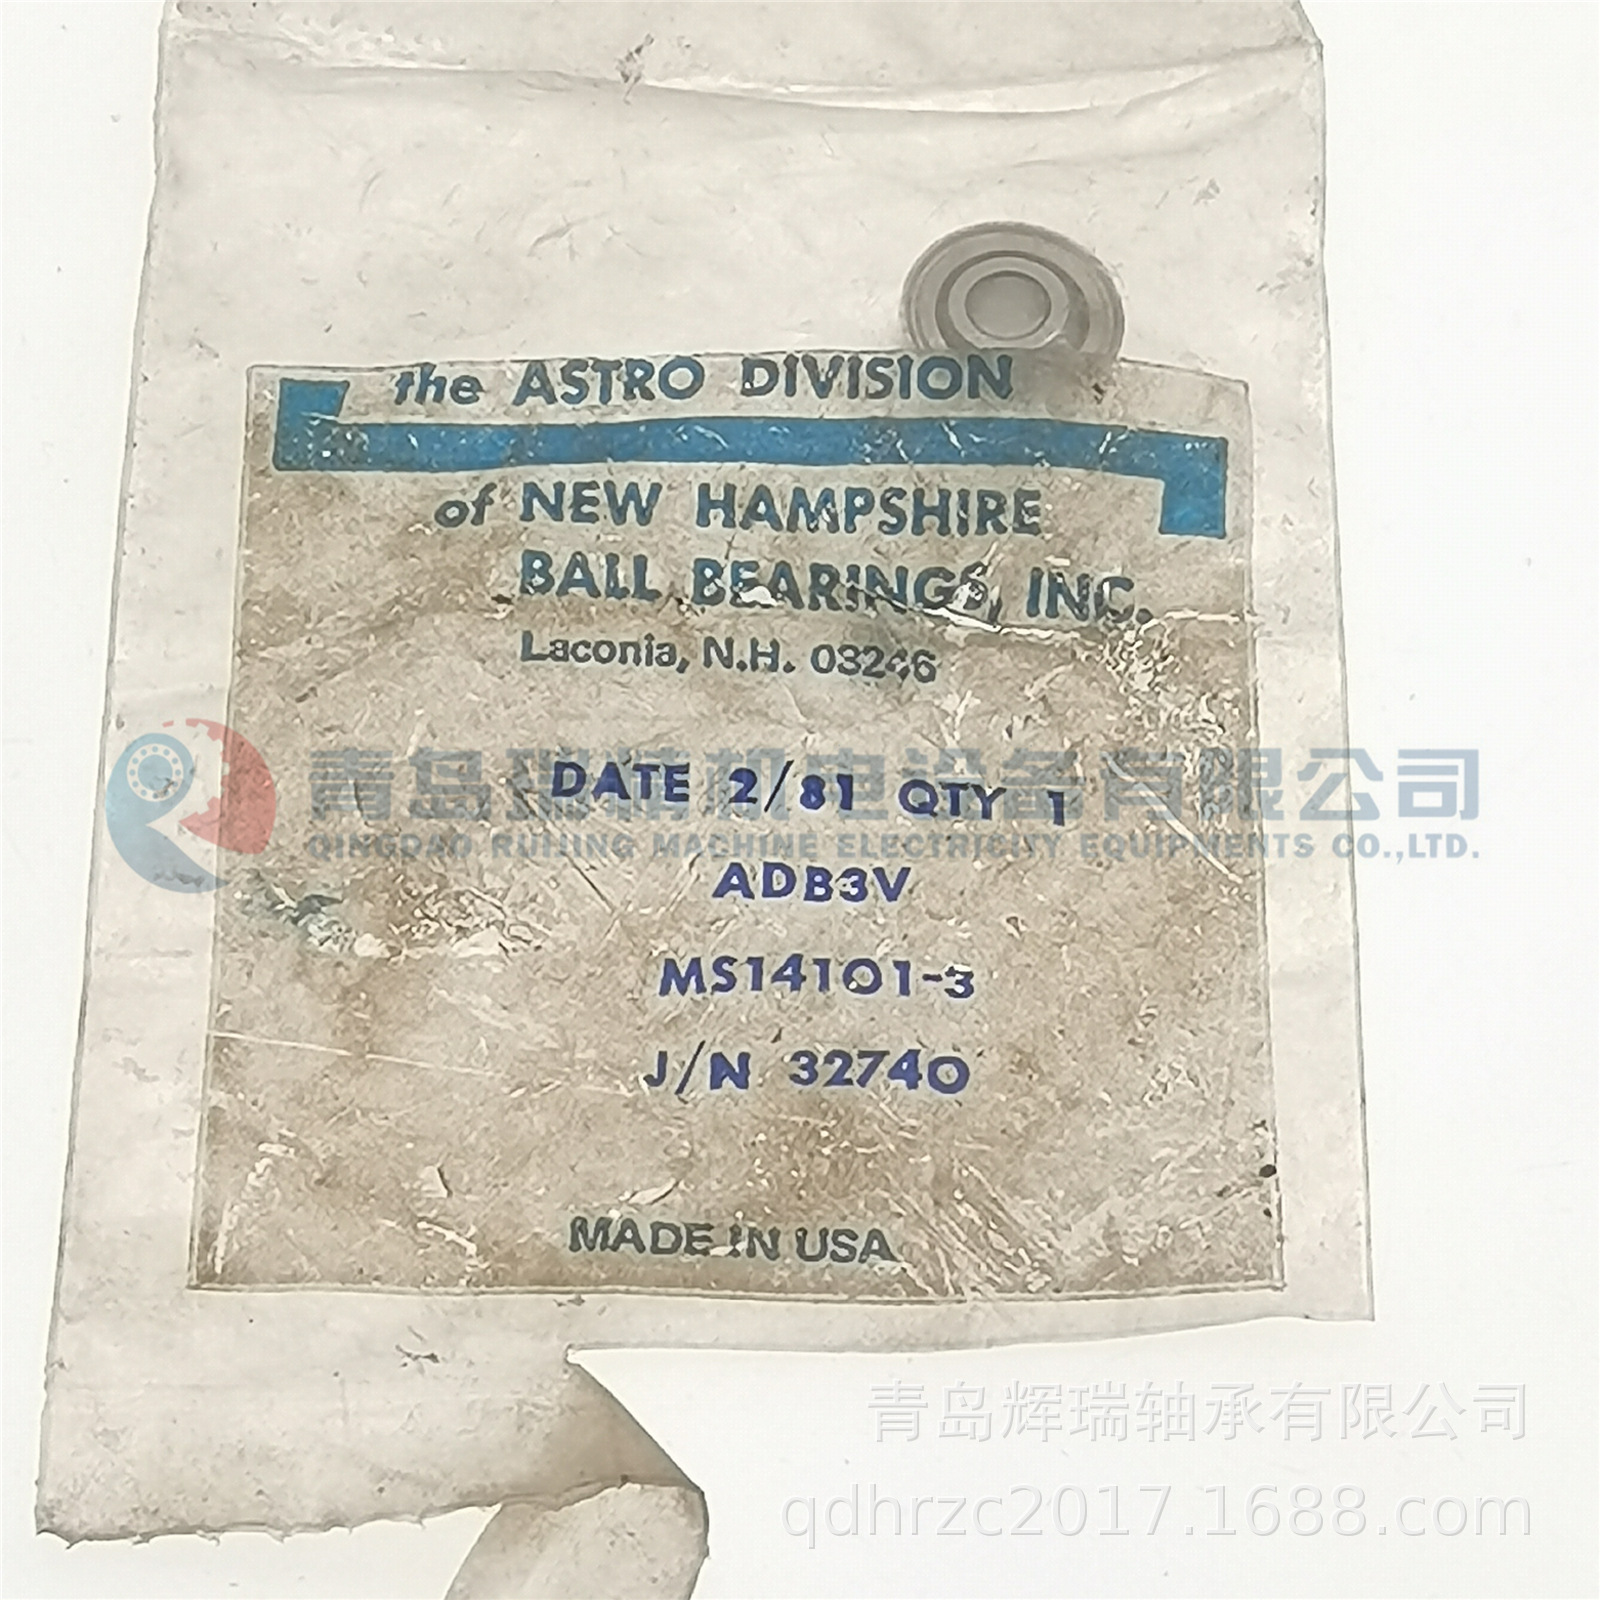 the ASTRO DIVISION
of NEW HAMPSHIRE
BALL BEARINGS, INC.
Laconia, N.H. 03246
青岛瑞精机电设备有限公司
DATE 2/81 QTY 1
QINGDAO RUIJING MACHINE ELECTRICITY EQUIPMENTS CO.,LTD.
ADB3V
MS14101-3
J/N 32740
MADE IN USA
青岛辉瑞轴承有限公司
qdhrzc2017.1688.com